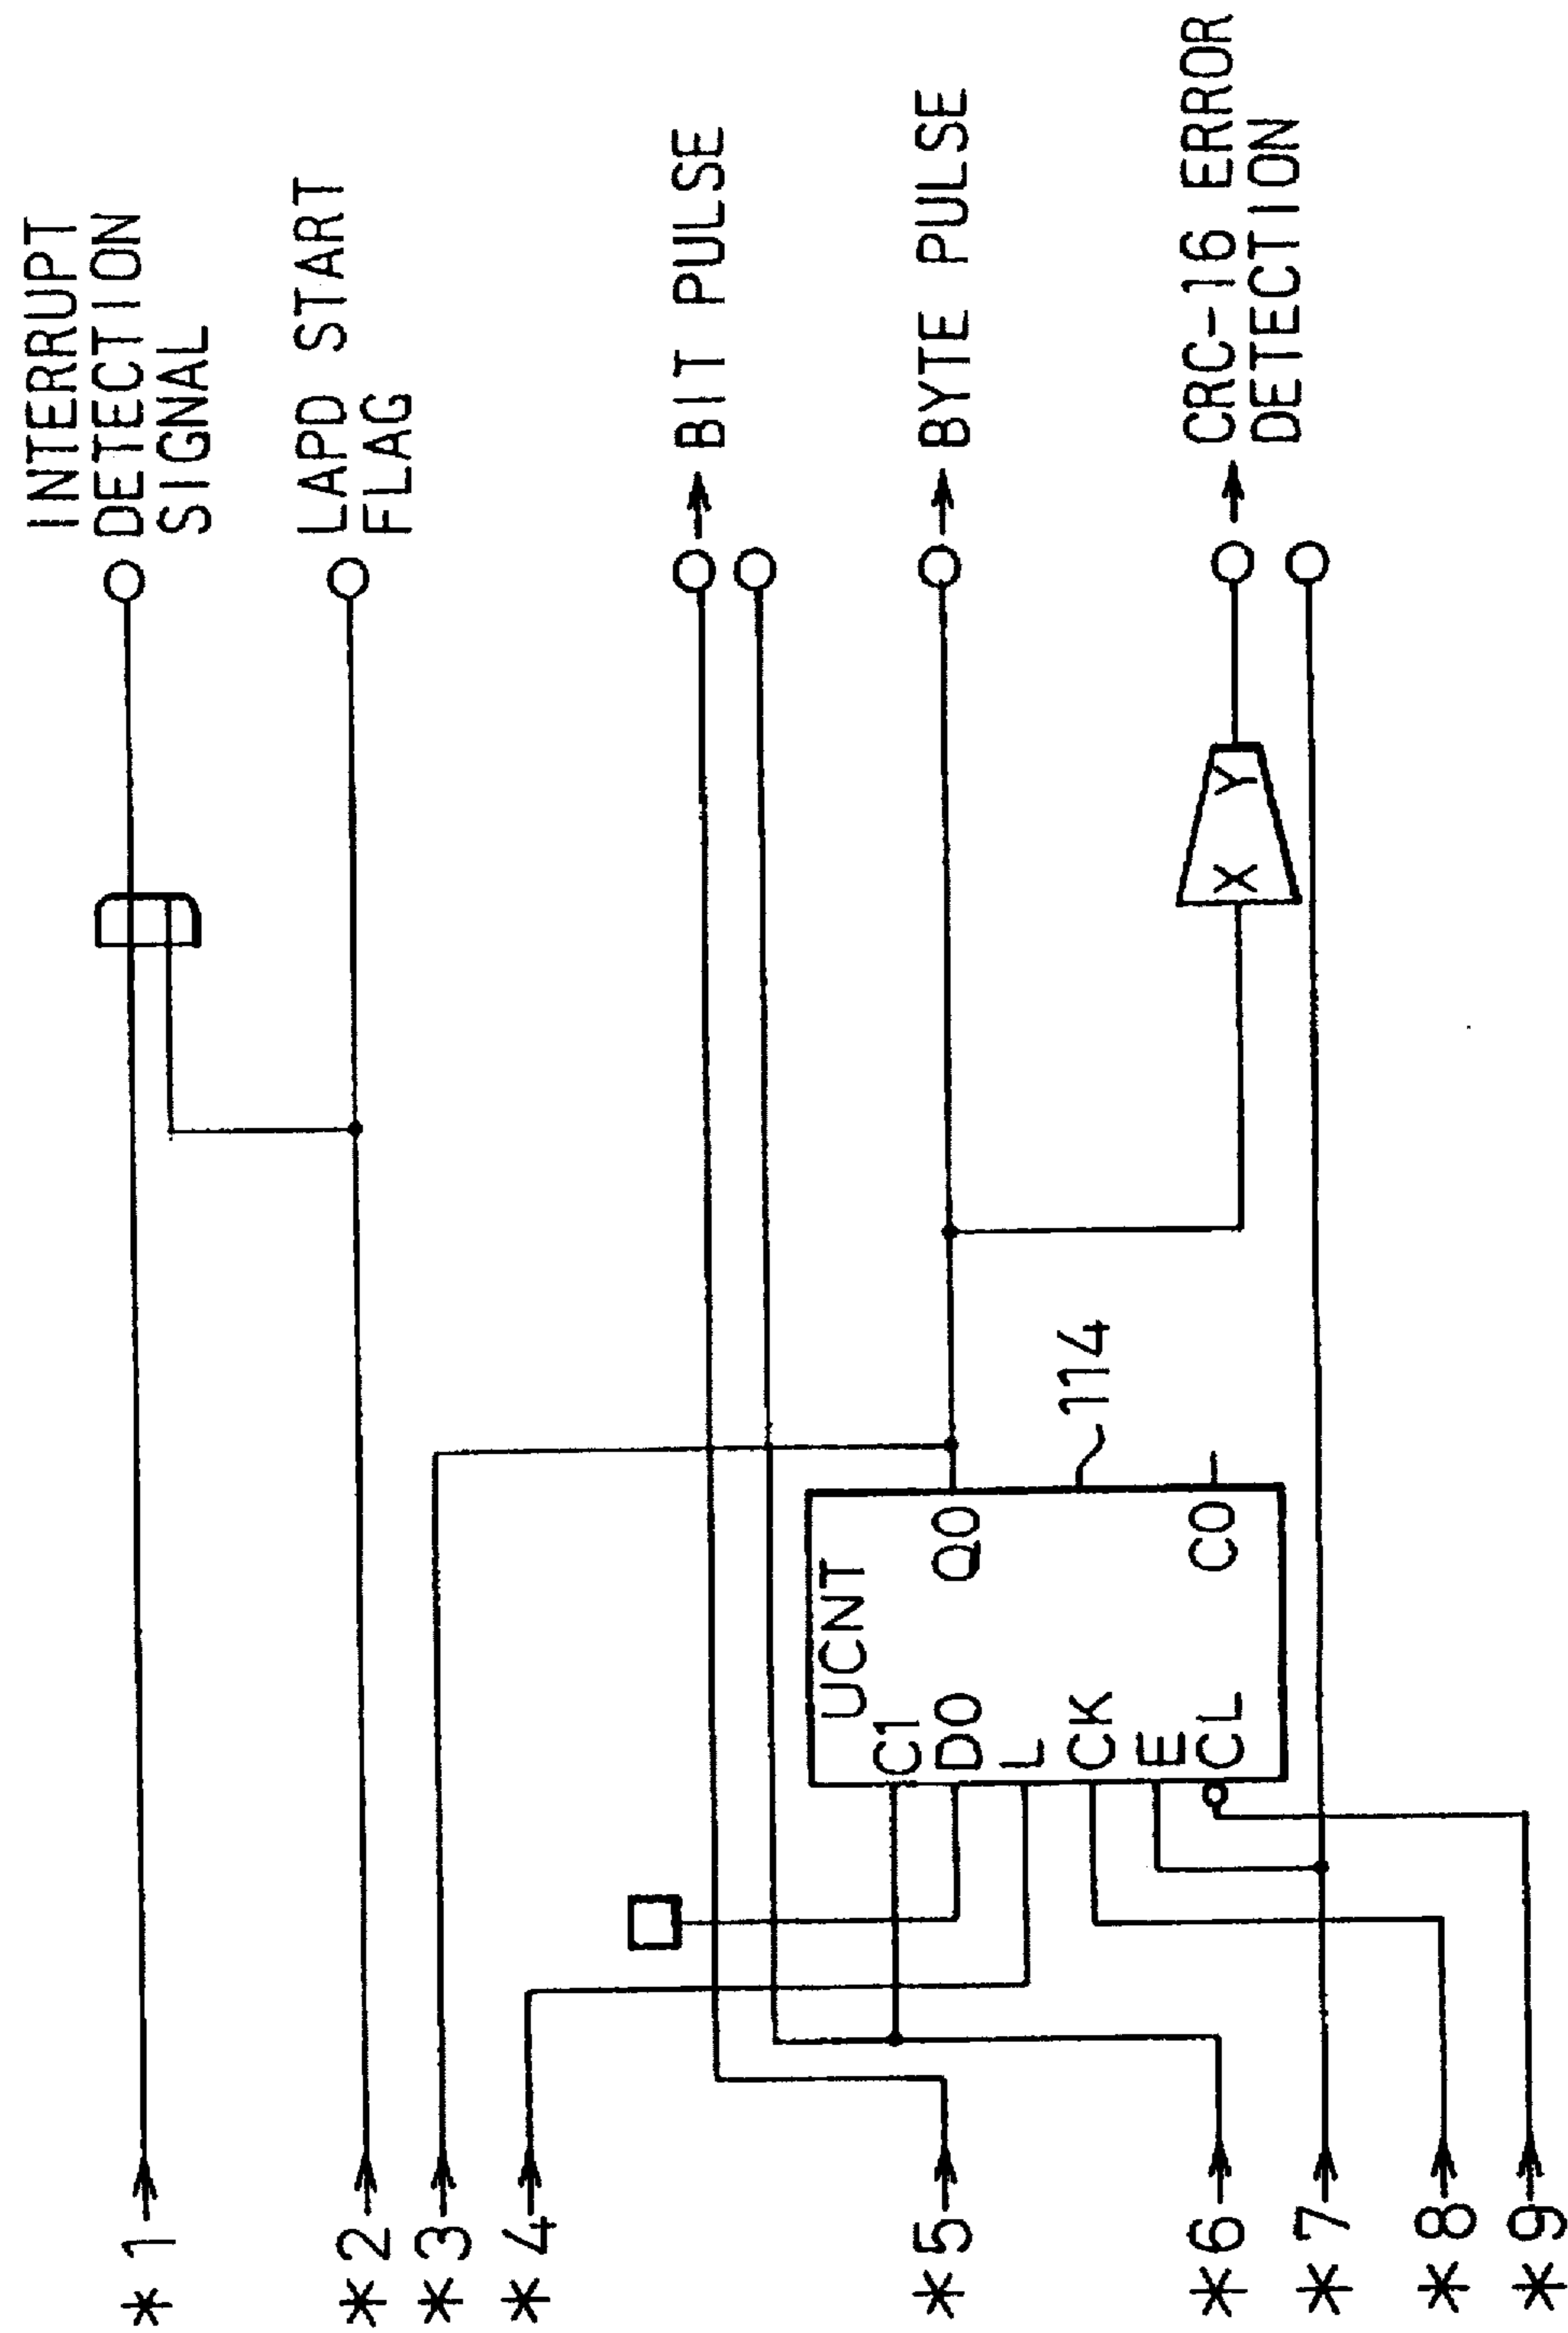 INTERRUPT
DETECTION
SIGNAL
LAPD START
FLAG
BIT PULSE
BYTE PULSE
CRC-16 ERROR
DETECTION
X Y
114
UCNT
C1
D0 Q0
L
CK
E
CL C0
*1
*2
*3
*4
*5
*6
*7
*8
*9